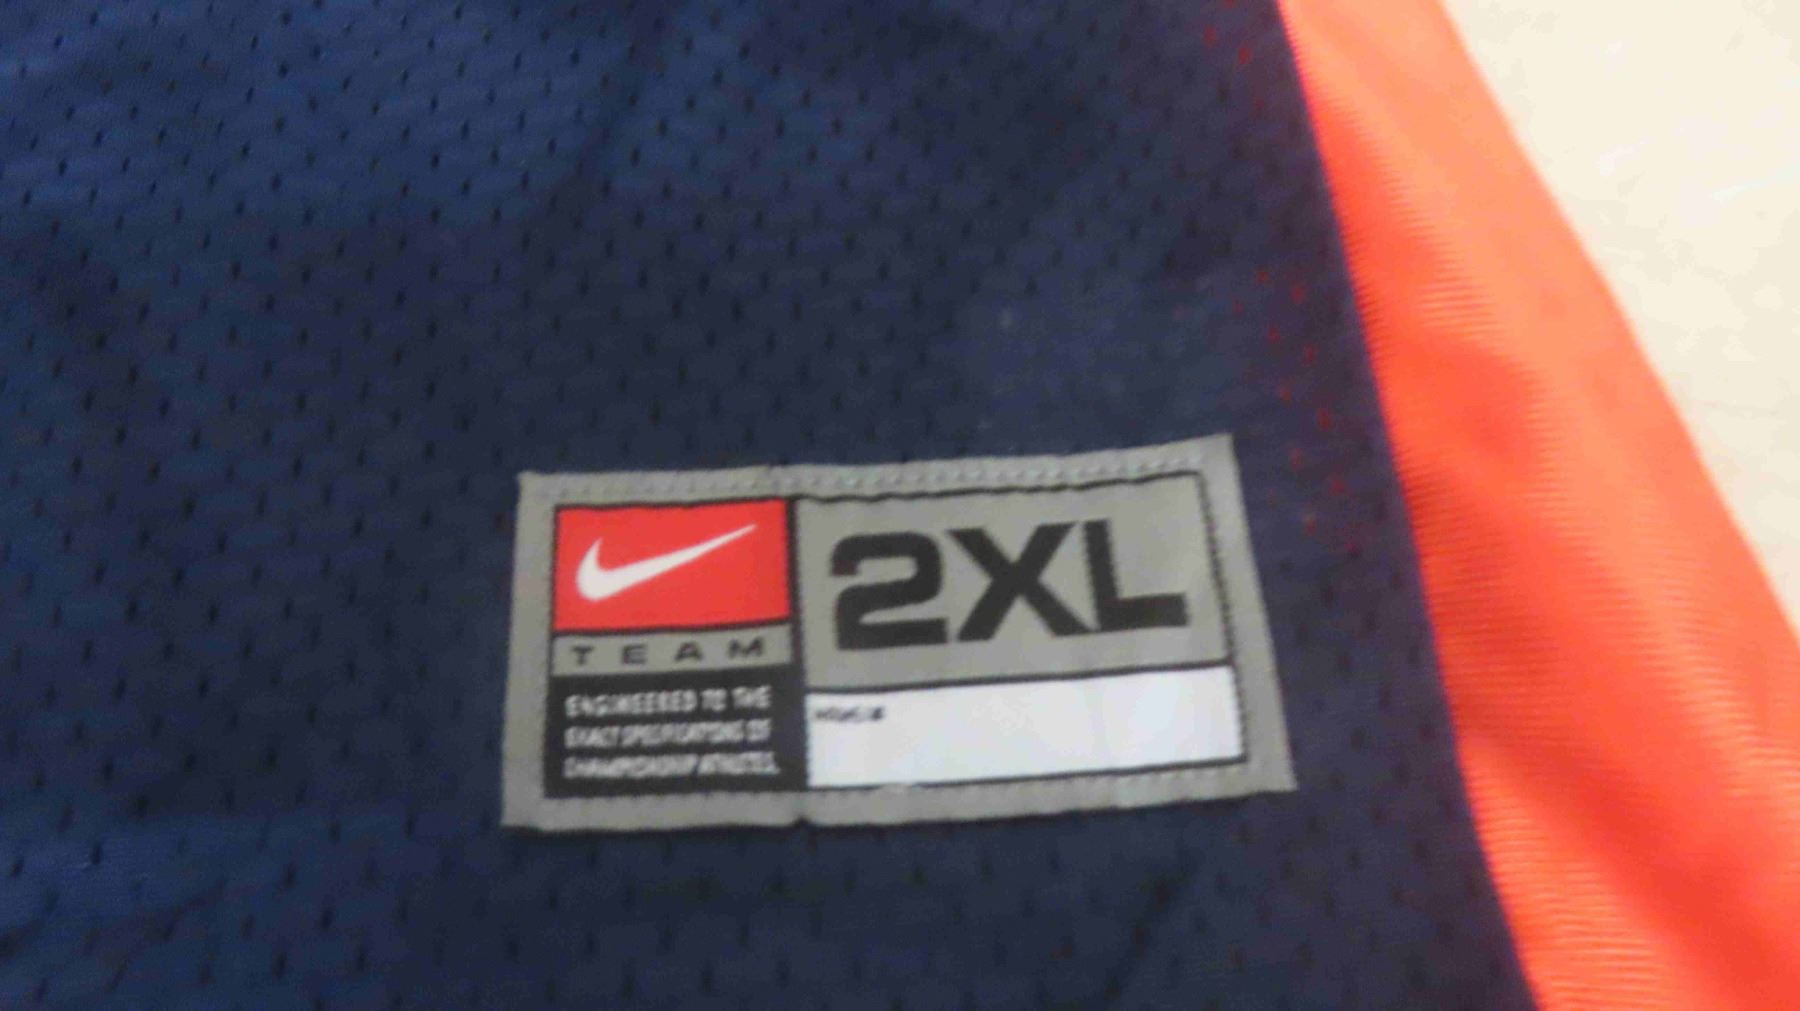 2XL
TEAM
ENGINEERED TO THE
EXACT SPECIFICATIONS OF
CHAMPIONSHIP ATHLETES.